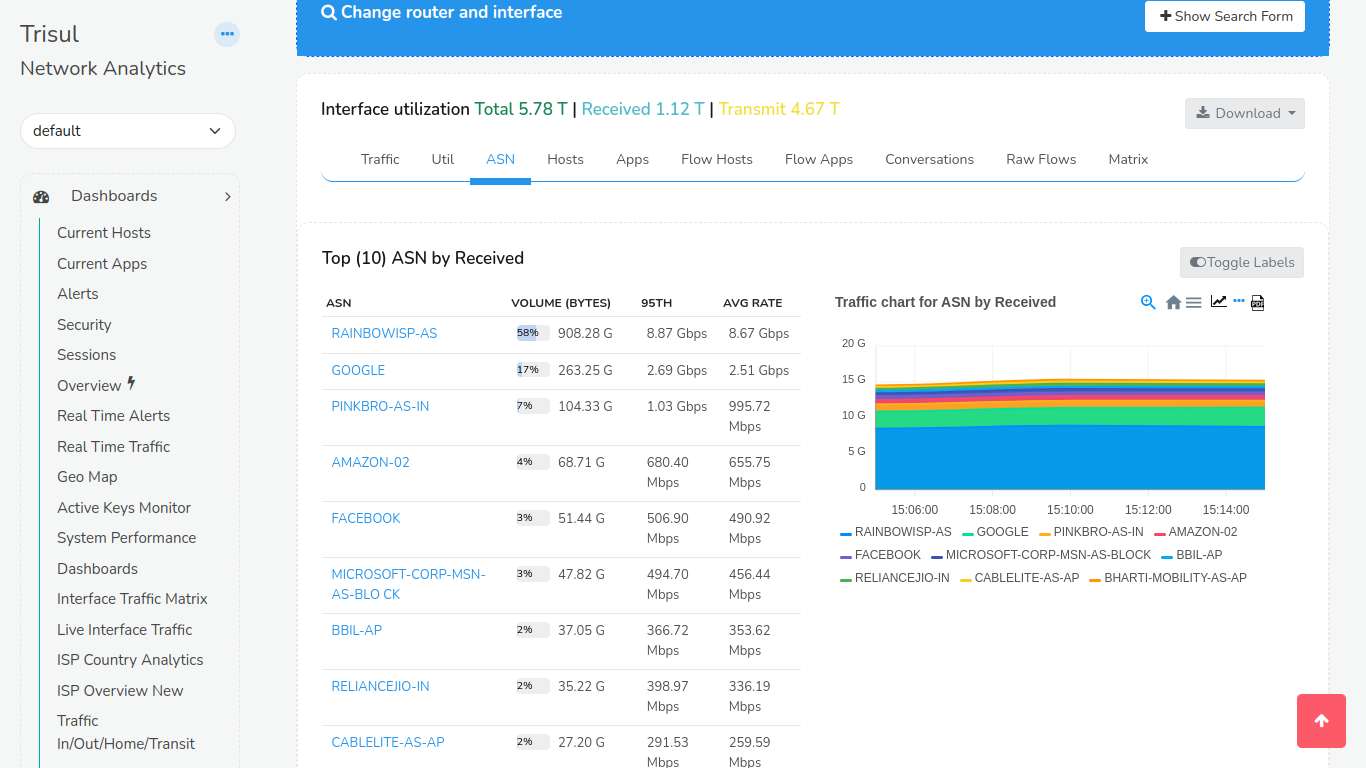 Trisul
Network Analytics
default
Dashboards
Current Hosts
Current Apps
Alerts
Security
Sessions
Overview
Real Time Alerts
Real Time Traffic
Geo Map
Active Keys Monitor
System Performance
Dashboards
Interface Traffic Matrix
Live Interface Traffic
ISP Country Analytics
ISP Overview New
Traffic
In/Out/Home/Transit
Change router and interface
Show Search Form
Interface utilization Total 5.78 T | Received 1.12 T | Transmit 4.67 T
Download
Traffic Util ASN Hosts Apps Flow Hosts Flow Apps Conversations Raw Flows Matrix
Top (10) ASN by Received
Toggle Labels
ASN VOLUME (BYTES) 95TH AVG RATE
RAINBOWISP-AS 58% 908.28 G 8.87 Gbps 8.67 Gbps
GOOGLE 17% 263.25 G 2.69 Gbps 2.51 Gbps
PINKBRO-AS-IN 7% 104.33 G 1.03 Gbps 995.72
Mbps
AMAZON-02 4% 68.71 G 680.40 655.75
Mbps Mbps
FACEBOOK 3% 51.44 G 506.90 490.92
Mbps Mbps
MICROSOFT-CORP-MSN- 3% 47.82 G 494.70 456.44
AS-BLO CK Mbps Mbps
BBIL-AP 2% 37.05 G 366.72 353.62
Mbps Mbps
RELIANCEJIO-IN 2% 35.22 G 398.97 336.19
Mbps Mbps
CABLELITE-AS-AP 2% 27.20 G 291.53 259.59
Mbps Mbps
Traffic chart for ASN by Received
PDF
20 G
15 G
10 G
5 G
0
15:06:00 15:08:00 15:10:00 15:12:00 15:14:00
RAINBOWISP-AS GOOGLE PINKBRO-AS-IN AMAZON-02
FACEBOOK MICROSOFT-CORP-MSN-AS-BLOCK BBIL-AP
RELIANCEJIO-IN CABLELITE-AS-AP BHARTI-MOBILITY-AS-AP